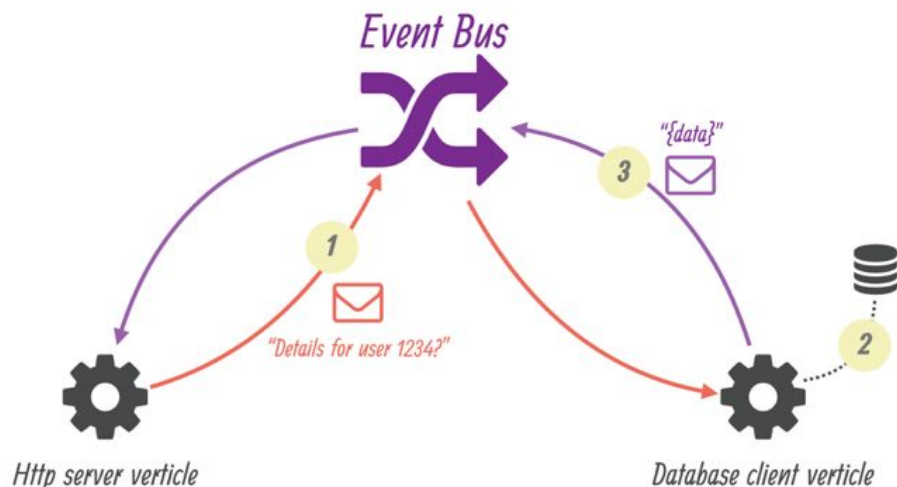 Event Bus
"{data}"
3
1
"Details for user 1234?"
2
Http server verticle
Database client verticle